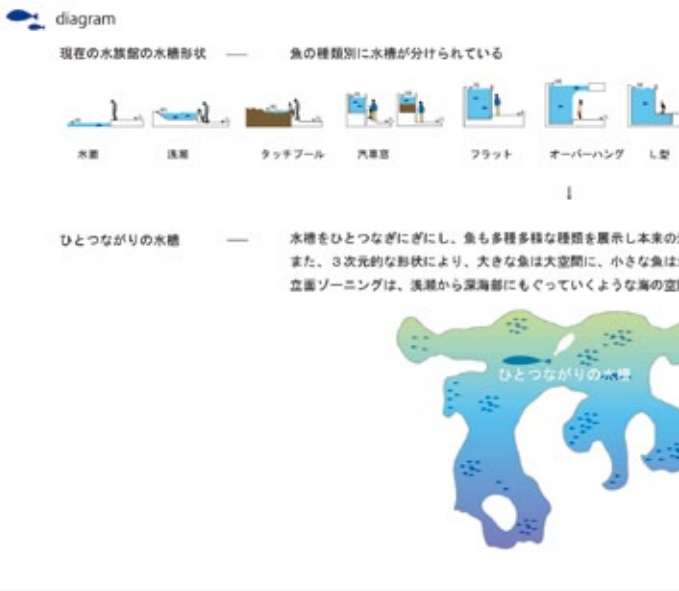 diagram
現在の水族館の水槽形状 ── 魚の種類別に水槽が分けられている
水面 浅瀬 タッチプール 汽車窓 フラット オーバーハング L型
↓
ひとつながりの水槽 ── 水槽をひとつなぎにぎにし、魚も多種多様な種類を展示し本来の
また、3次元的な形状により、大きな魚は大空間に、小さな魚は
立面ゾーニングは、浅瀬から深海部にもぐっていくような海の空
ひとつながりの水槽